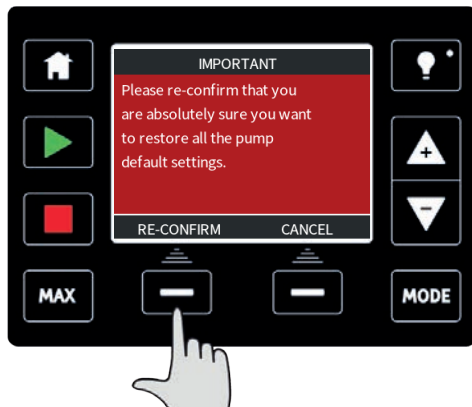 IMPORTANT
Please re-confirm that you
are absolutely sure you want
to restore all the pump
default settings.
RE-CONFIRM CANCEL
MAX
MODE